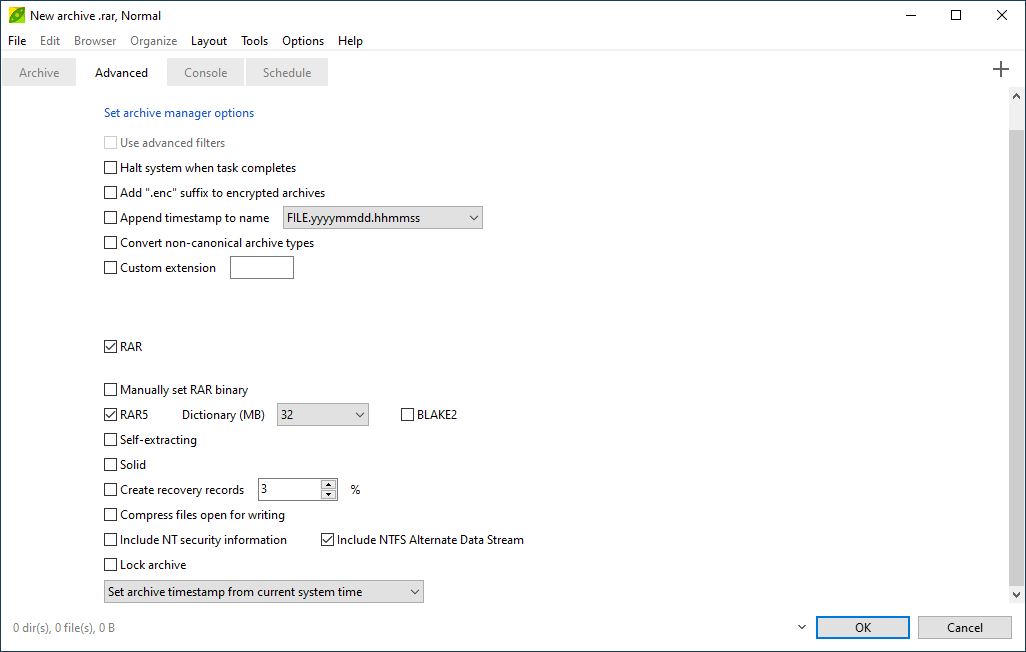 New archive .rar, Normal
File Edit Browser Organize Layout Tools Options Help
Archive Advanced Console Schedule
Set archive manager options
Use advanced filters
Halt system when task completes
Add ".enc" suffix to encrypted archives
Append timestamp to name FILE.yyyymmdd.hhmmss
Convert non-canonical archive types
Custom extension
RAR
Manually set RAR binary
RAR5 Dictionary (MB) 32 BLAKE2
Self-extracting
Solid
Create recovery records 3 %
Compress files open for writing
Include NT security information Include NTFS Alternate Data Stream
Lock archive
Set archive timestamp from current system time
0 dir(s), 0 file(s), 0 B OK Cancel